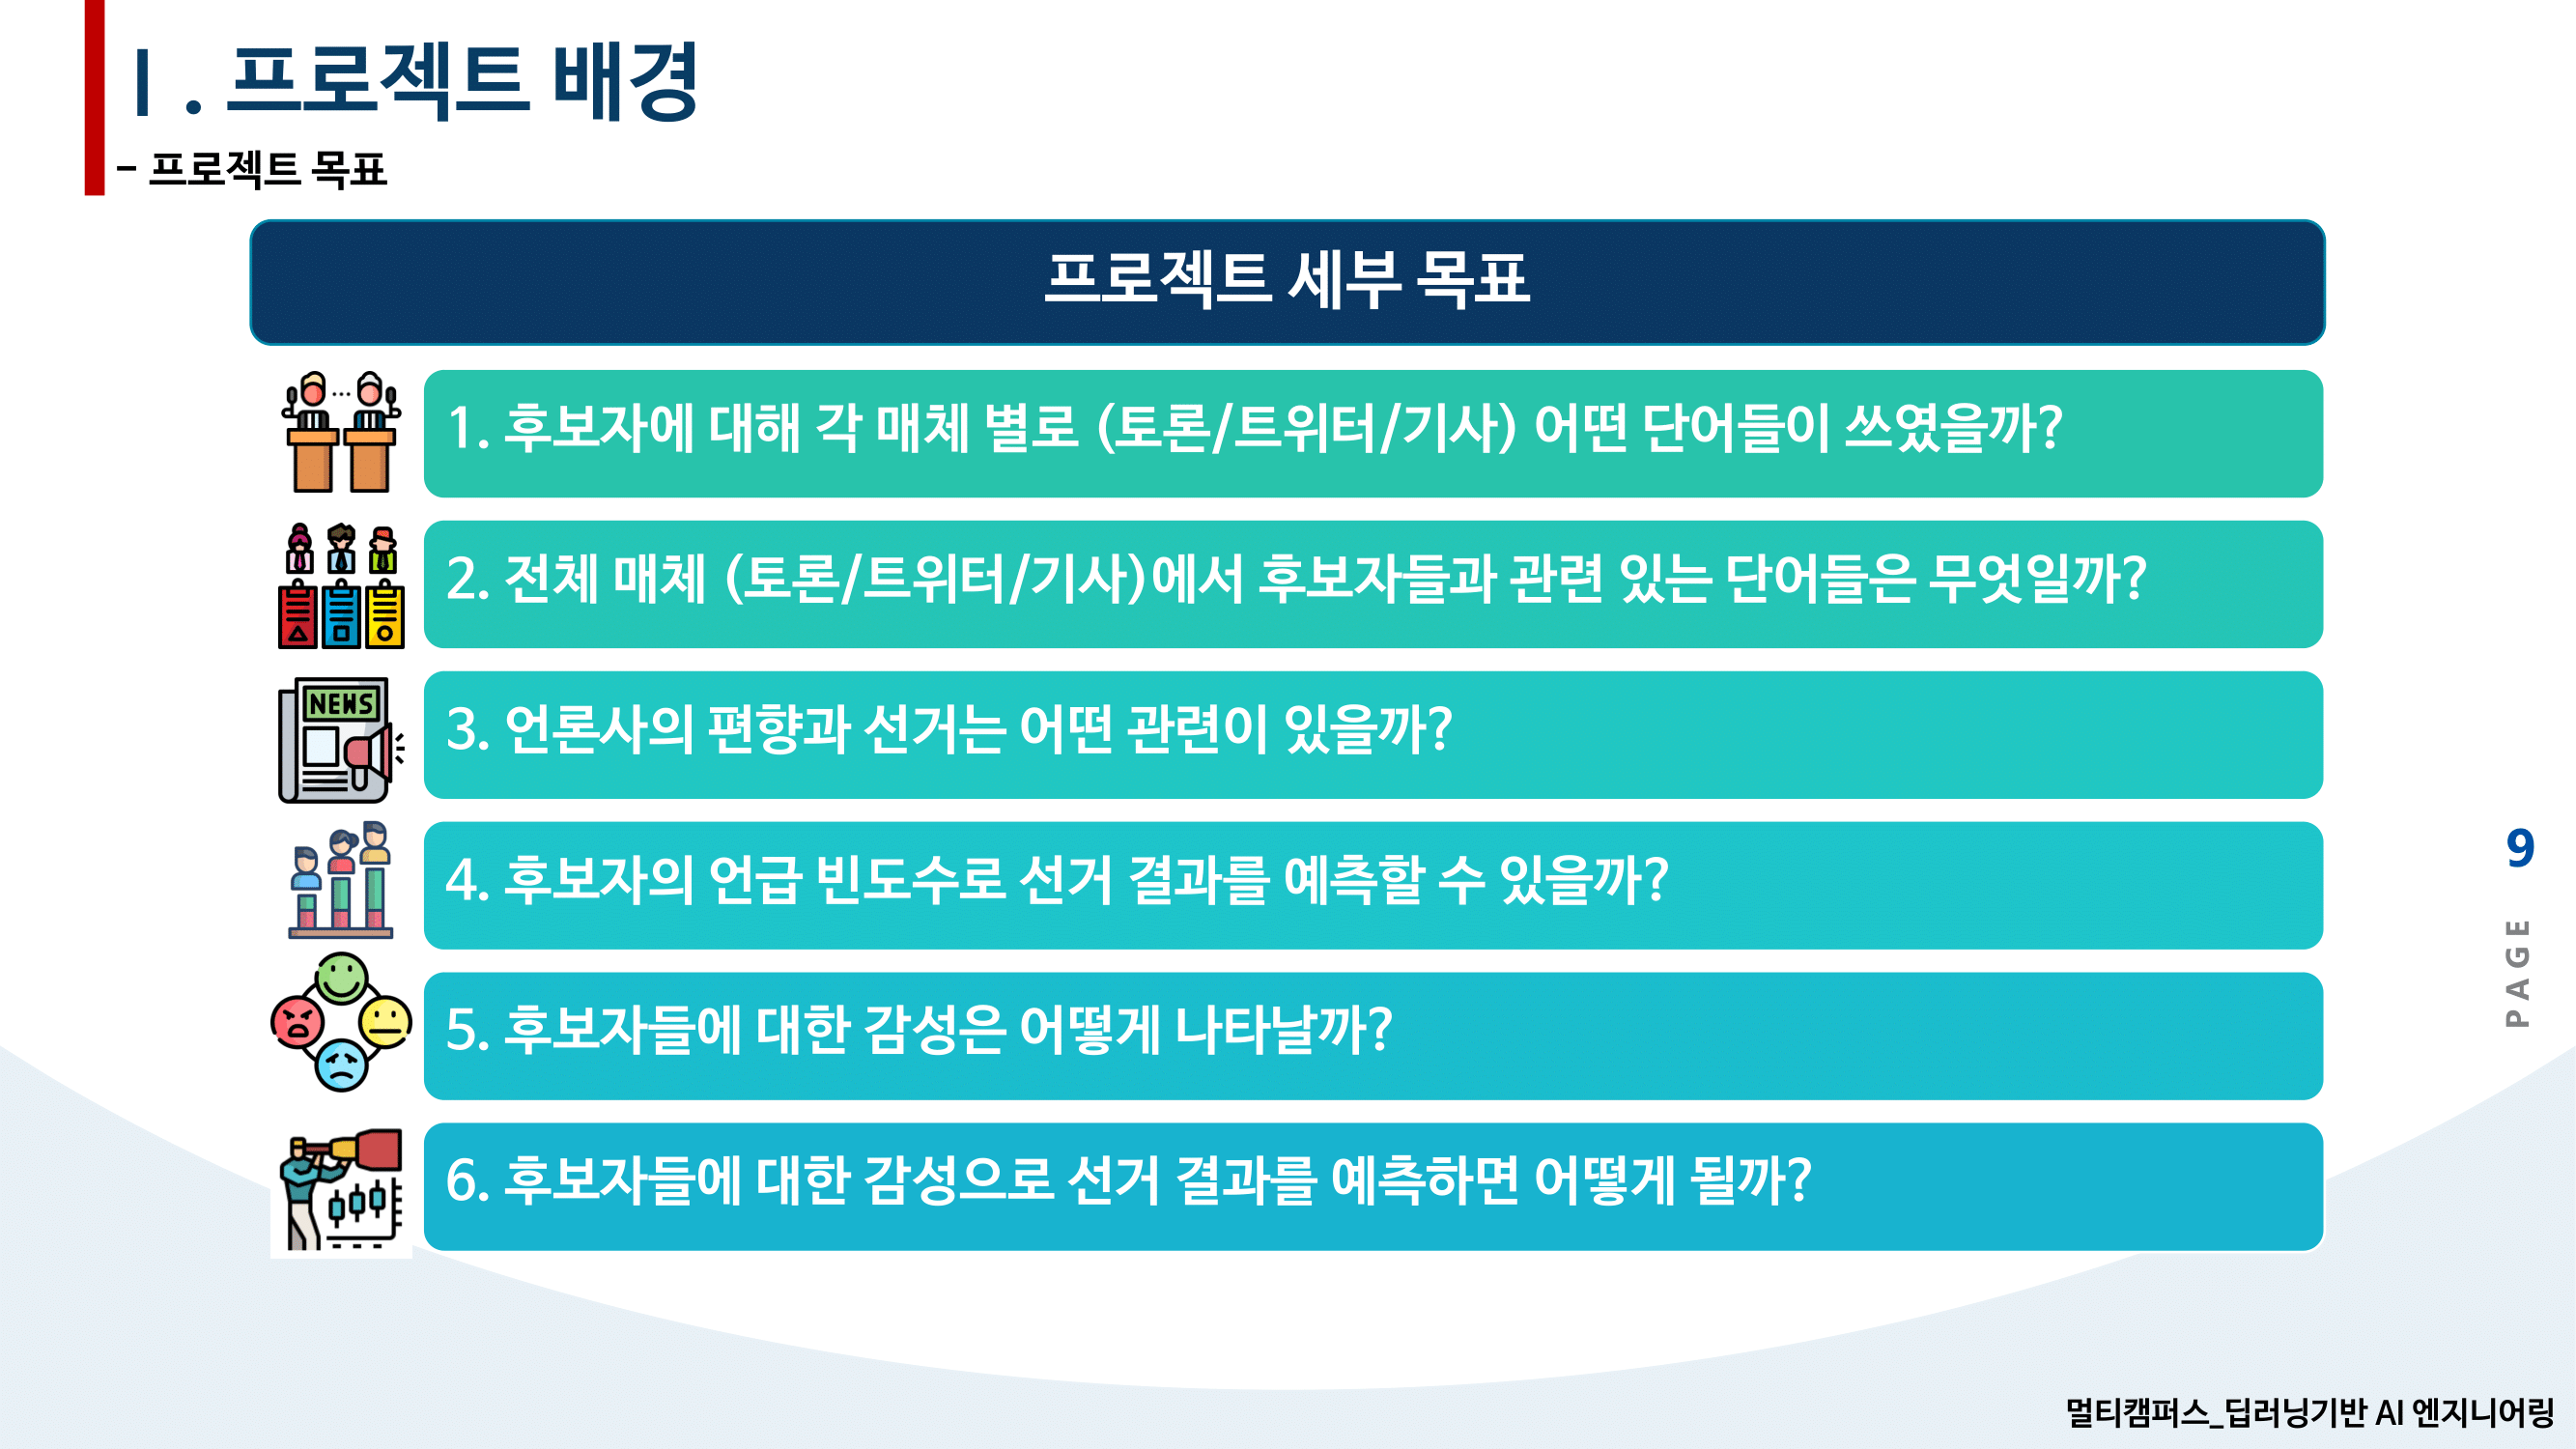 Ⅰ. 프로젝트 배경
- 프로젝트 목표
프로젝트 세부 목표
1. 후보자에 대해 각 매체 별로 (토론/트위터/기사) 어떤 단어들이 쓰였을까?
2. 전체 매체 (토론/트위터/기사)에서 후보자들과 관련 있는 단어들은 무엇일까?
NEWS
3. 언론사의 편향과 선거는 어떤 관련이 있을까?
4. 후보자의 언급 빈도수로 선거 결과를 예측할 수 있을까?
5. 후보자들에 대한 감성은 어떻게 나타날까?
6. 후보자들에 대한 감성으로 선거 결과를 예측하면 어떻게 될까?
PAGE 9
멀티캠퍼스_딥러닝기반 AI 엔지니어링